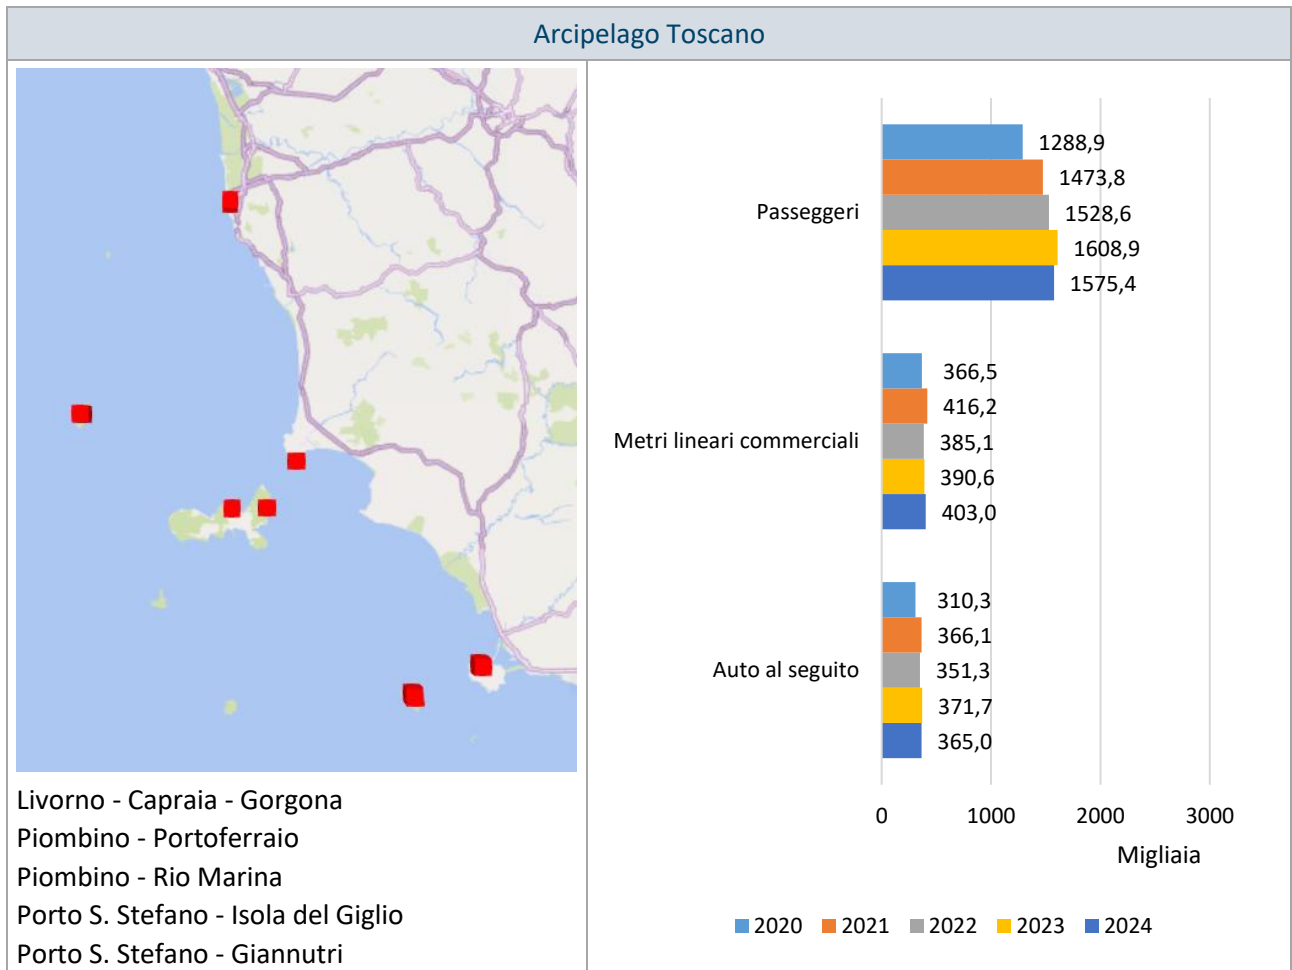 Arcipelago Toscano
Livorno - Capraia - Gorgona
Piombino - Portoferraio
Piombino - Rio Marina
Porto S. Stefano - Isola del Giglio
Porto S. Stefano - Giannutri
Passeggeri
1288,9
1473,8
1528,6
1608,9
1575,4
Metri lineari commerciali
366,5
416,2
385,1
390,6
403,0
Auto al seguito
310,3
366,1
351,3
371,7
365,0
0 1000 2000 3000
Migliaia
2020 2021 2022 2023 2024